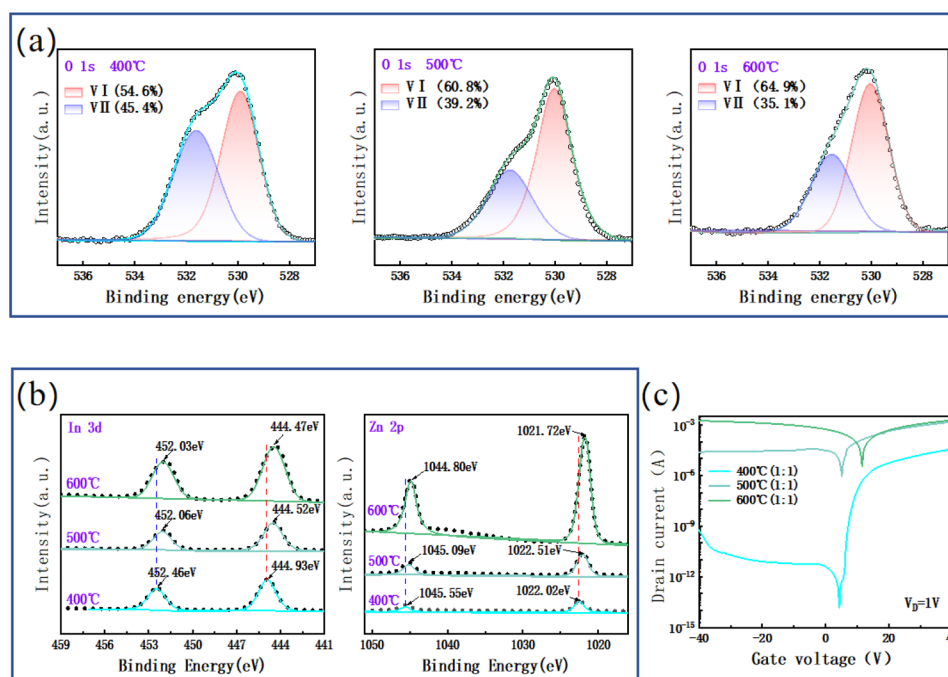 (a)
O 1s 400℃
VⅠ (54.6%)
VⅡ (45.4%)
Intensity(a.u.)
536 534 532 530 528
Binding energy(eV)
O 1s 500℃
VⅠ (60.8%)
VⅡ (39.2%)
Intensity(a.u.)
536 534 532 530 528
Binding energy(eV)
O 1s 600℃
VⅠ (64.9%)
VⅡ (35.1%)
Intensity(a.u.)
536 534 532 530 528
Binding energy(eV)
(b)
In 3d
444.47eV
452.03eV
600℃
452.06eV
444.52eV
500℃
452.46eV
444.93eV
400℃
Intensity(a.u.)
459 456 453 450 447 444 441
Binding Energy(eV)
Zn 2p
1021.72eV
1044.80eV
600℃
1045.09eV
1022.51eV
500℃
1045.55eV
1022.02eV
400℃
Intensity(a.u.)
1050 1040 1030 1020
Binding Energy(eV)
(c)
10⁻³
10⁻⁶
10⁻⁹
10⁻¹²
10⁻¹⁵
Drain current (A)
400℃(1:1)
500℃(1:1)
600℃(1:1)
V_D=1V
-40 -20 0 20 40
Gate voltage (V)